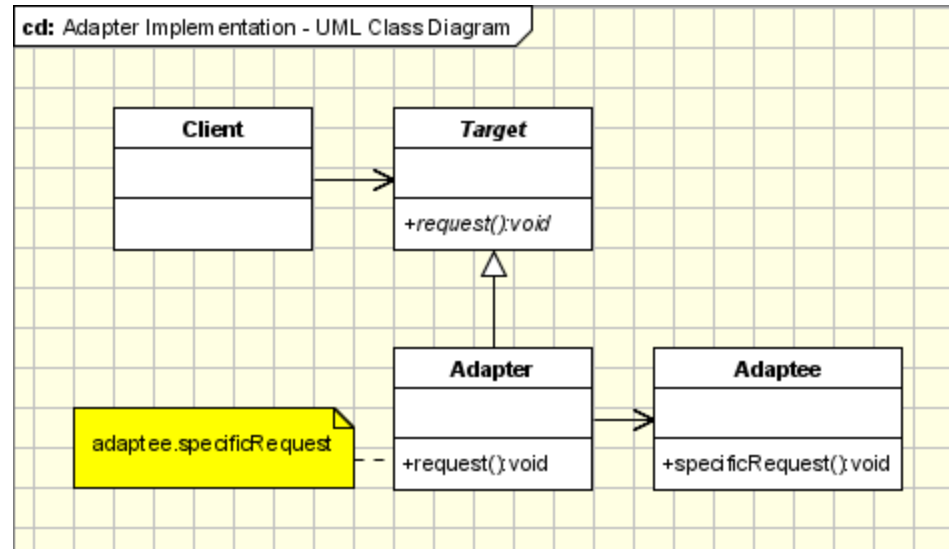 cd: Adapter Implementation - UML Class Diagram
Client
Target
+request():void
Adapter
Adaptee
adaptee.specificRequest
+request():void
+specificRequest():void